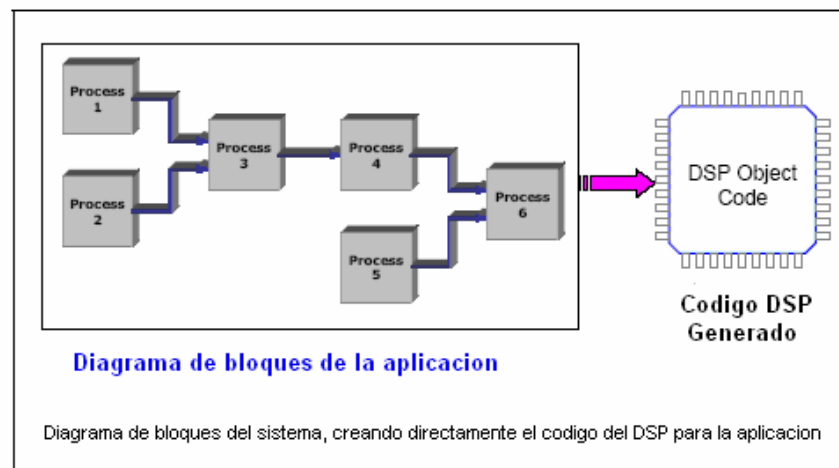 Process
1
Process
2
Process
3
Process
4
Process
5
Process
6
DSP Object
Code
Codigo DSP
Generado
Diagrama de bloques de la aplicacion
Diagrama de bloques del sistema, creando directamente el codigo del DSP para la aplicacion